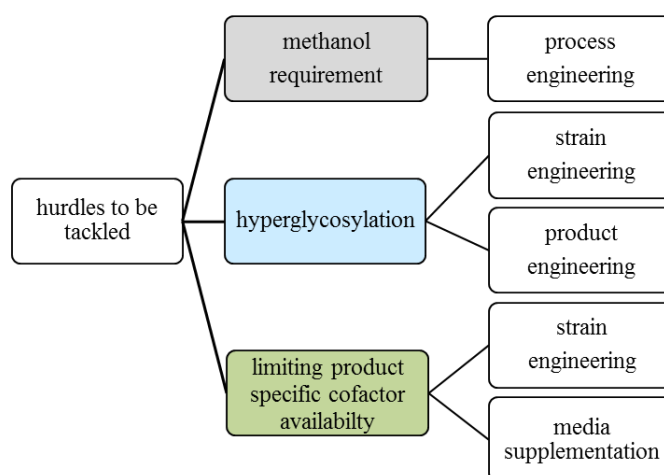 methanol
requirement
process
engineering
strain
engineering
hurdles to be
tackled
hyperglycosylation
product
engineering
limiting product
specific cofactor
availabilty
strain
engineering
media
supplementation